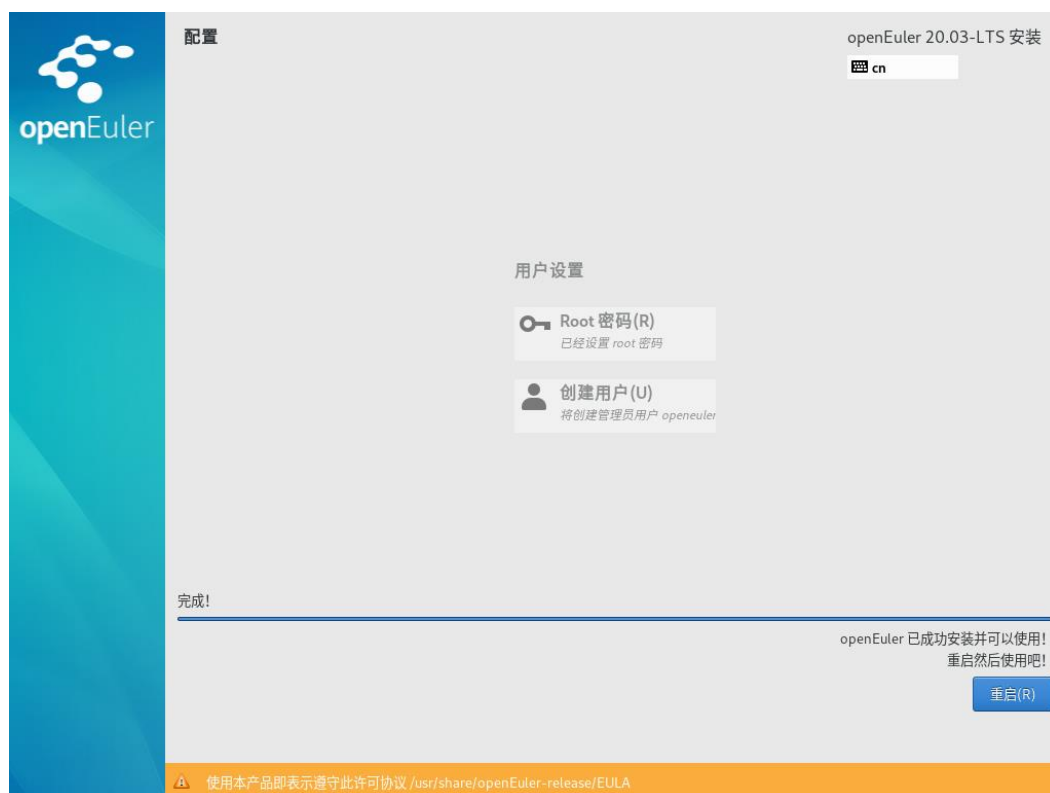 openEuler
配置
openEuler 20.03-LTS 安装
cn
用户设置
Root 密码(R)
已经设置 root 密码
创建用户(U)
将创建管理员用户 openeuler
完成!
openEuler 已成功安装并可以使用!
重启然后使用吧!
重启(R)
使用本产品即表示遵守此许可协议 /usr/share/openEuler-release/EULA